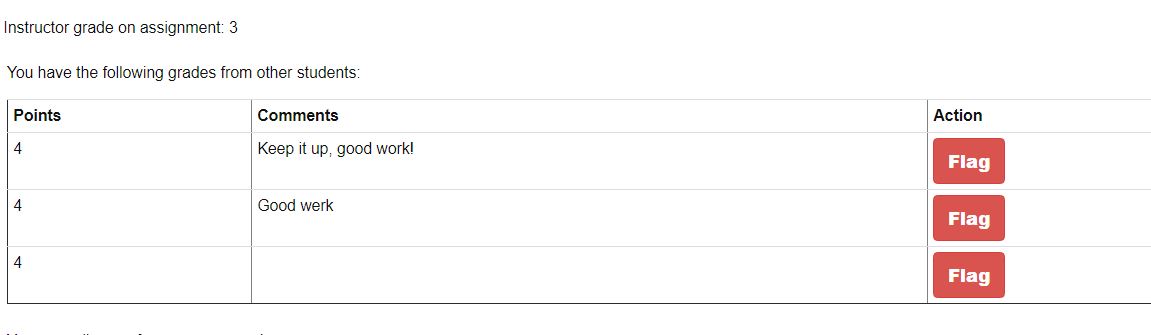 Instructor grade on assignment: 3
You have the following grades from other students:
Points Comments Action
4 Keep it up, good work! Flag
4 Good werk Flag
4 Flag